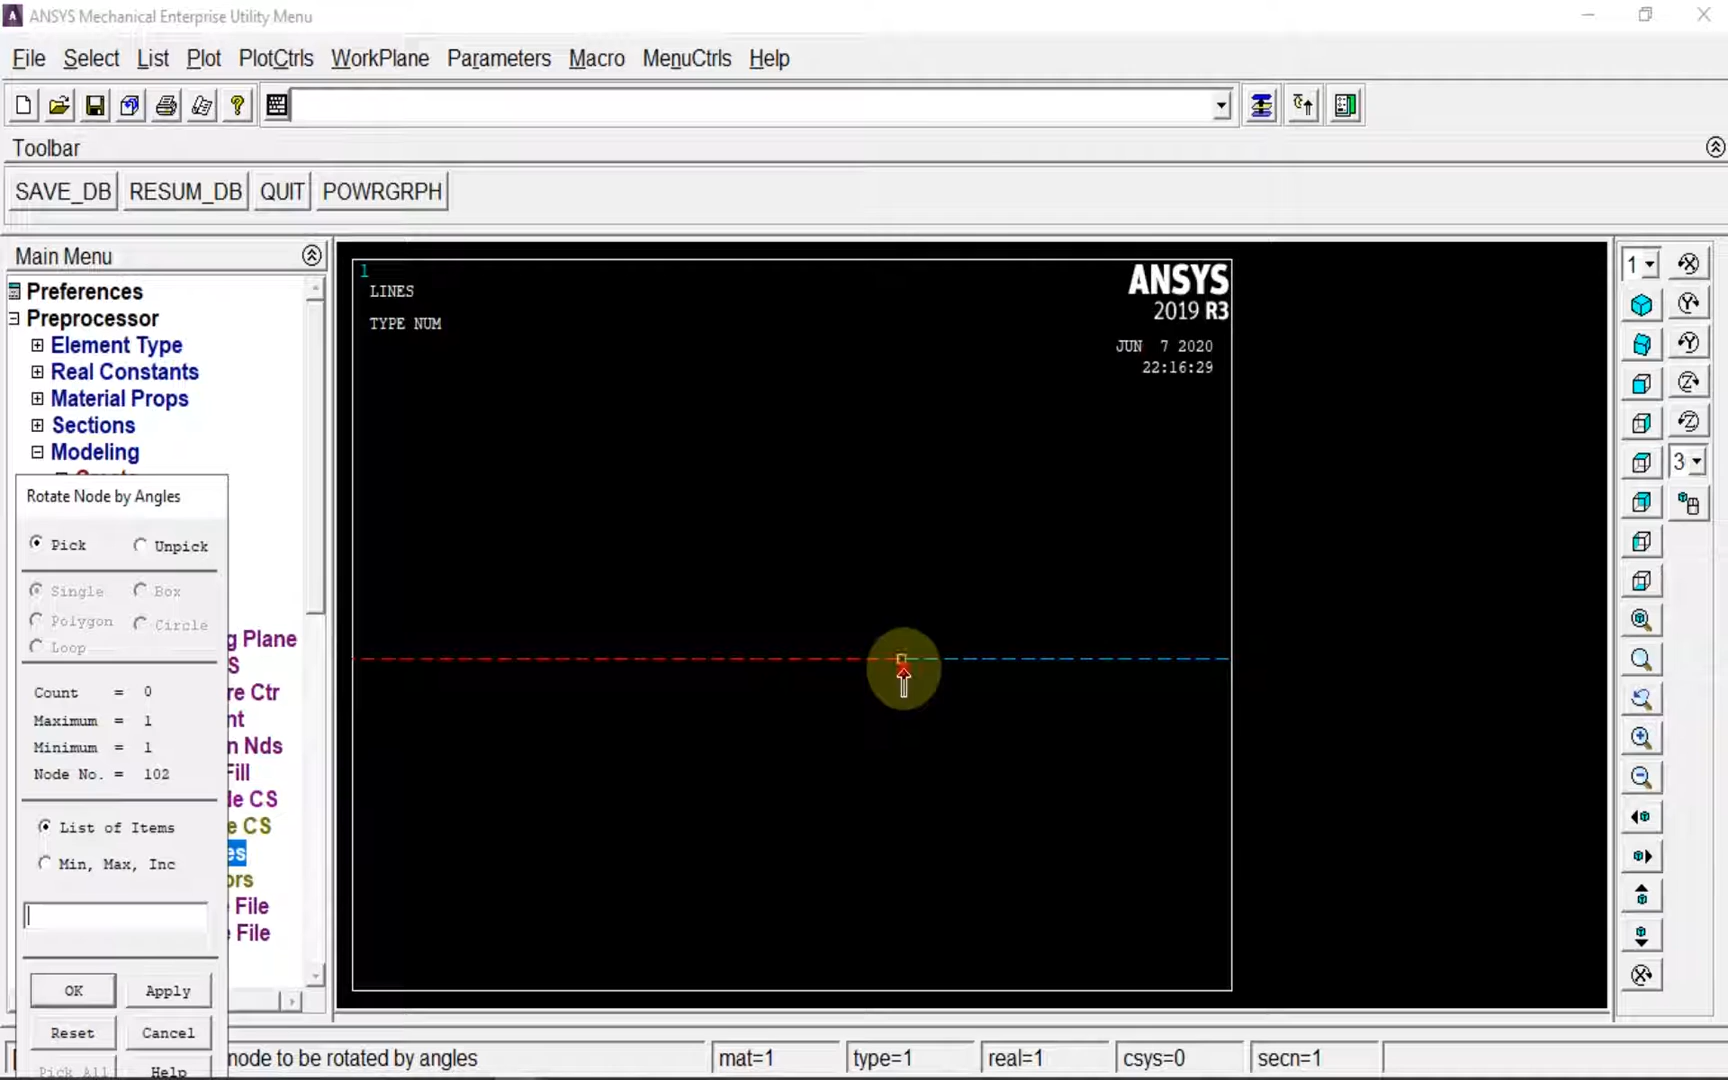 ANSYS Mechanical Enterprise Utility Menu
File Select List Plot PlotCtrls WorkPlane Parameters Macro MenuCtrls Help
Toolbar
SAVE_DB RESUM_DB QUIT POWRGRPH
Main Menu
Preferences
Preprocessor
Element Type
Real Constants
Material Props
Sections
Modeling
Rotate Node by Angles
Pick Unpick
Single Box
Polygon Circle
Loop
Count = 0
Maximum = 1
Minimum = 1
Node No. = 102
List of Items
Min, Max, Inc
OK Apply
Reset Cancel
Pick All Help
g Plane
S
re Ctr
nt
n Nds
Fill
le CS
e CS
es
ors
File
File
1
LINES
TYPE NUM
ANSYS
2019 R3
JUN 7 2020
22:16:29
1
3
node to be rotated by angles
mat=1
type=1
real=1
csys=0
secn=1